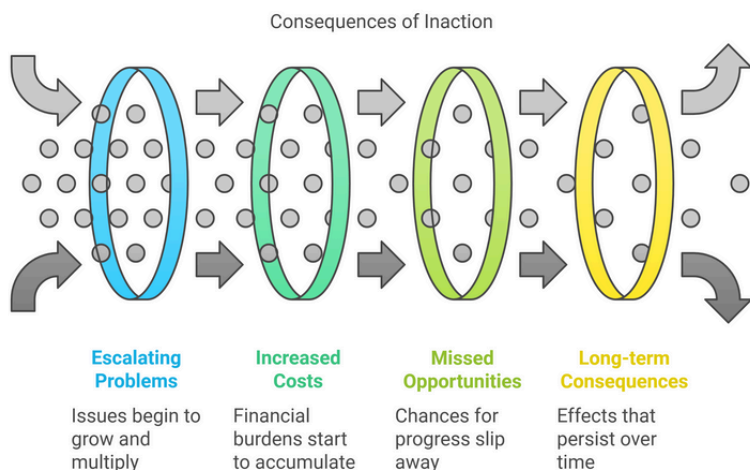 Consequences of Inaction
Escalating
Problems
Issues begin to
grow and
multiply
Increased
Costs
Financial
burdens start
to accumulate
Missed
Opportunities
Chances for
progress slip
away
Long-term
Consequences
Effects that
persist over
time